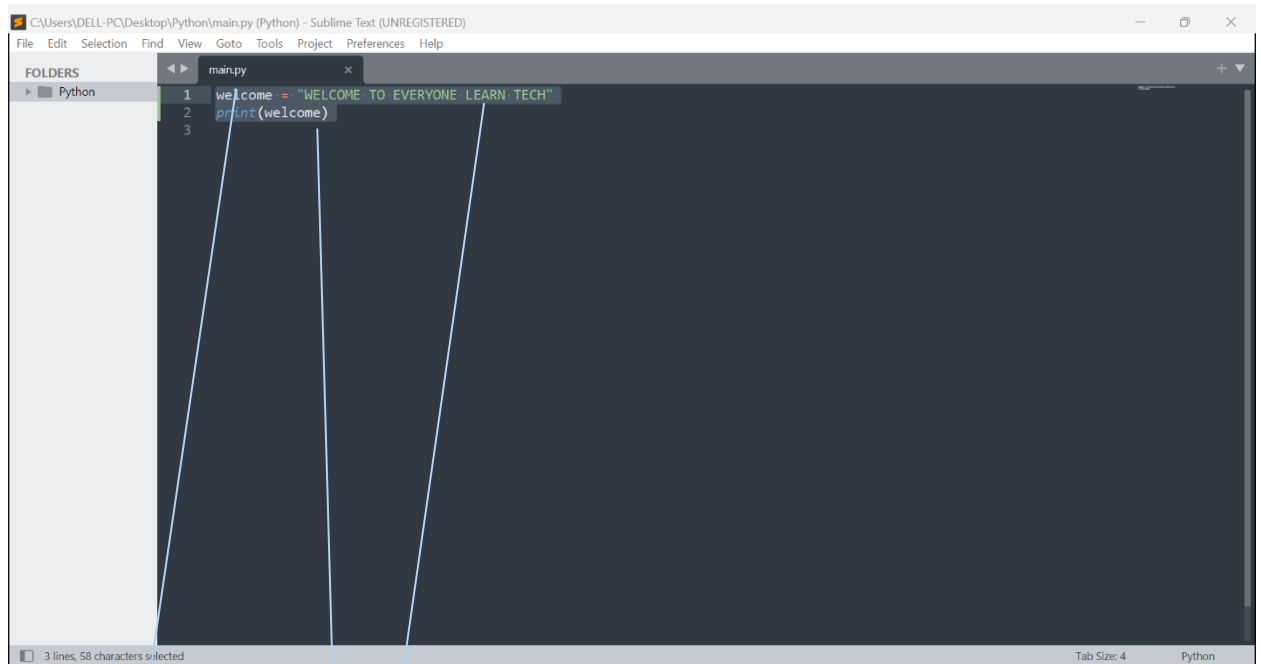 C:\Users\DELL-PC\Desktop\Python\main.py (Python) - Sublime Text (UNREGISTERED)
File Edit Selection Find View Goto Tools Project Preferences Help
FOLDERS
Python
main.py
1 welcome = "WELCOME TO EVERYONE LEARN TECH"
2 print(welcome)
3
3 lines, 58 characters selected
Tab Size: 4 Python